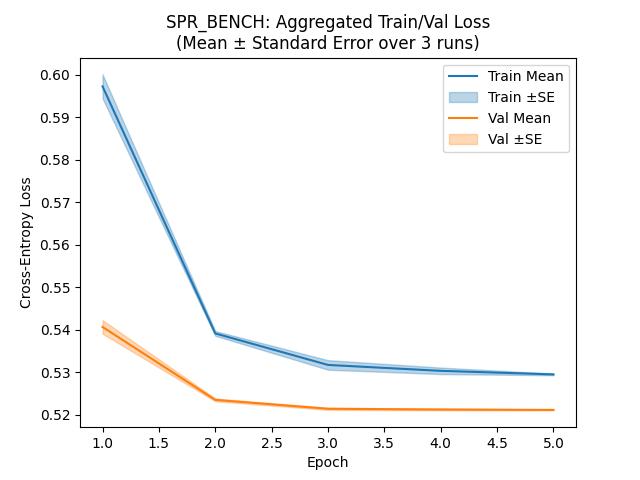 SPR_BENCH: Aggregated Train/Val Loss
(Mean ± Standard Error over 3 runs)
Train Mean
Train ±SE
Val Mean
Val ±SE
Cross-Entropy Loss
0.60
0.59
0.58
0.57
0.56
0.55
0.54
0.53
0.52
1.0 1.5 2.0 2.5 3.0 3.5 4.0 4.5 5.0
Epoch